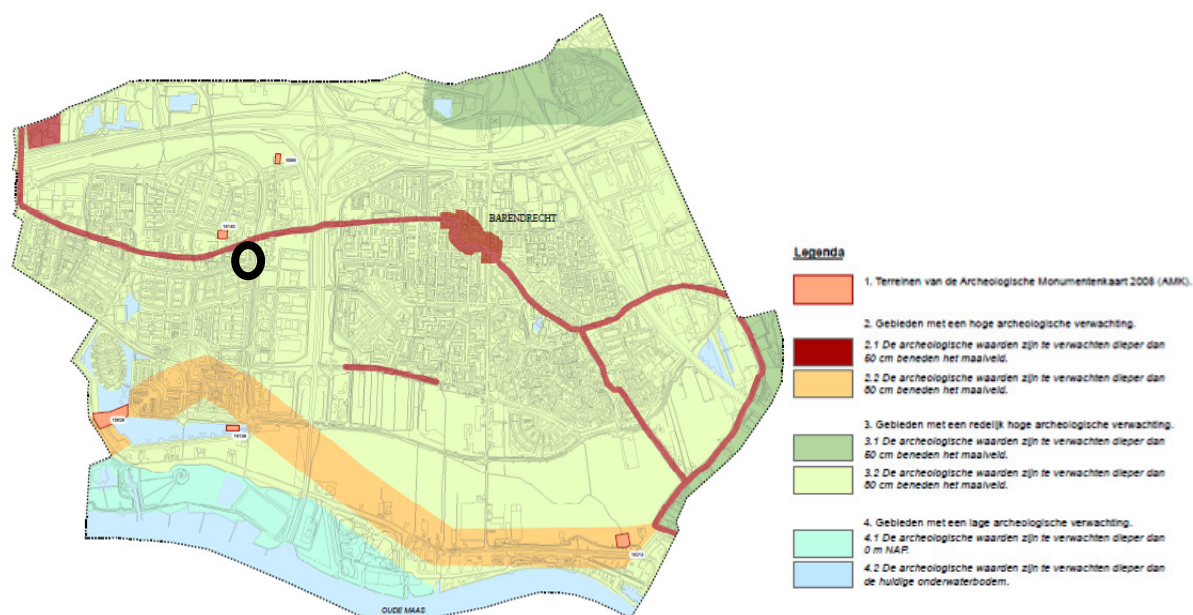 BARENDRECHT
OUDE MAAS
Legenda
1. Terreinen van de Archeologische Monumentenkaart 2008 (AMK).
2. Gebieden met een hoge archeologische verwachting.
2.1 De archeologische waarden zijn te verwachten dieper dan
60 cm beneden het maaiveld.
2.2 De archeologische waarden zijn te verwachten dieper dan
80 cm beneden het maaiveld.
3. Gebieden met een redelijk hoge archeologische verwachting.
3.1 De archeologische waarden zijn te verwachten dieper dan
60 cm beneden het maaiveld.
3.2 De archeologische waarden zijn te verwachten dieper dan
80 cm beneden het maaiveld.
4. Gebieden met een lage archeologische verwachting.
4.1 De archeologische waarden zijn te verwachten dieper dan
0 m NAP.
4.2 De archeologische waarden zijn te verwachten dieper dan
de huidige onderwaterbodem.